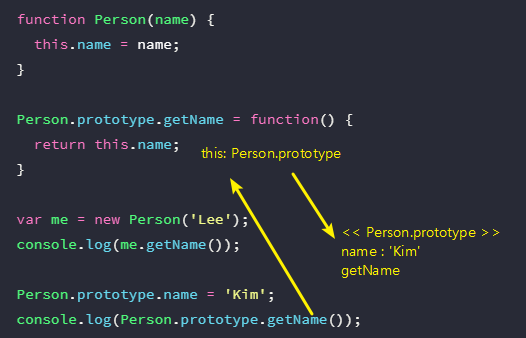 function Person(name) {
  this.name = name;
}
Person.prototype.getName = function() {
  return this.name;
this: Person.prototype
}
var me = new Person('Lee');
<< Person.prototype >>
console.log(me.getName());
name : 'Kim'
getName
Person.prototype.name = 'Kim';
console.log(Person.prototype.getName());